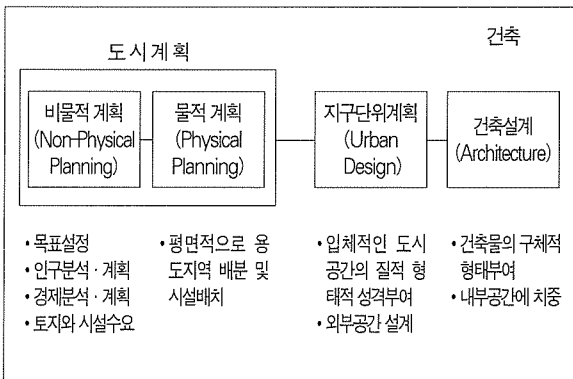 건축
도시계획
비물적 계획
(Non-Physical
Planning)
물적 계획
(Physical
Planning)
지구단위계획
(Urban
Design)
건축설계
(Architecture)
• 목표설정
• 인구분석·계획
• 경제분석·계획
• 토지와 시설수요
• 평면적으로 용
도지역 배분 및
시설배치
• 입체적인 도시
공간의 질적 형
태적 성격부여
• 외부공간 설계
• 건축물의 구체적
형태부여
• 내부공간에 치중